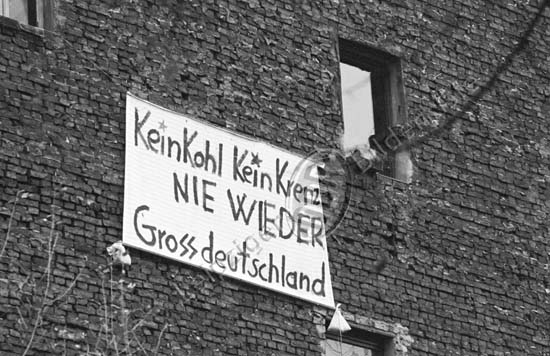 Kein Kohl Kein Krenz
NIE WIEDER
Grossdeutschland